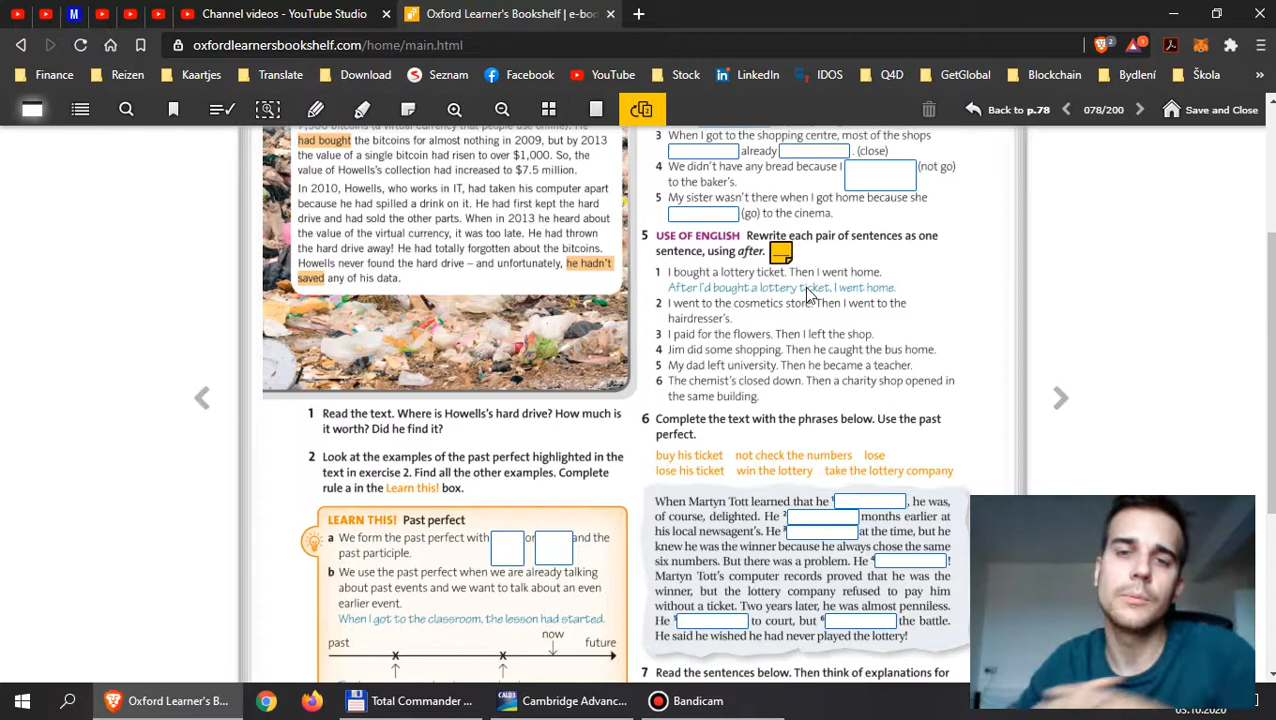 Channel videos - YouTube Studio
Oxford Learner's Bookshelf | e-boo
oxfordlearnersbookshelf.com/home/main.html
2
1
Finance
Reizen
Kaartjes
Translate
Download
Seznam
Facebook
YouTube
Stock
LinkedIn
IDOS
Q4D
GetGlobal
Blockchain
Bydlení
Škola
Back to p.78
078/200
Save and Close
7,500 bitcoins (a virtual currency that people use online). He
had bought the bitcoins for almost nothing in 2009, but by 2013
the value of a single bitcoin had risen to over $1,000. So, the
value of Howells's collection had increased to $7.5 million.
In 2010, Howells, who works in IT, had taken his computer apart
because he had spilled a drink on it. He had first kept the hard
drive and had sold the other parts. When in 2013 he heard about
the value of the virtual currency, it was too late. He had thrown
the hard drive away! He had totally forgotten about the bitcoins.
Howells never found the hard drive – and unfortunately, he hadn't
saved any of his data.
1 Read the text. Where is Howells's hard drive? How much is
it worth? Did he find it?
2 Look at the examples of the past perfect highlighted in the
text in exercise 2. Find all the other examples. Complete
rule a in the Learn this! box.
LEARN THIS! Past perfect
a We form the past perfect with or and the
past participle.
b We use the past perfect when we are already talking
about past events and we want to talk about an even
earlier event.
When I got to the classroom, the lesson had started.
past now future
3 When I got to the shopping centre, most of the shops
already . (close)
4 We didn't have any bread because I (not go)
to the baker's.
5 My sister wasn't there when I got home because she
(go) to the cinema.
5 USE OF ENGLISH Rewrite each pair of sentences as one
sentence, using after.
1 I bought a lottery ticket. Then I went home.
After I'd bought a lottery ticket, I went home.
2 I went to the cosmetics store. Then I went to the
hairdresser's.
3 I paid for the flowers. Then I left the shop.
4 Jim did some shopping. Then he caught the bus home.
5 My dad left university. Then he became a teacher.
6 The chemist's closed down. Then a charity shop opened in
the same building.
6 Complete the text with the phrases below. Use the past
perfect.
buy his ticket not check the numbers lose
lose his ticket win the lottery take the lottery company
When Martyn Tott learned that he 1 , he was,
of course, delighted. He 2 months earlier at
his local newsagent's. He 3 at the time, but he
knew he was the winner because he always chose the same
six numbers. But there was a problem. He 4 !
Martyn Tott's computer records proved that he was the
winner, but the lottery company refused to pay him
without a ticket. Two years later, he was almost penniless.
He 5 to court, but 6 the battle.
He said he wished he had never played the lottery!
7 Read the sentences below. Then think of explanations for
Oxford Learner's B...
Total Commander ...
CALD3
Cambridge Advanc...
Bandicam
03.10.2020